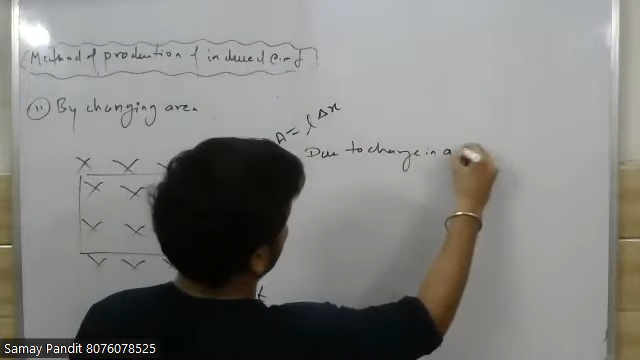 Method of production of induced e.m.f
(ii) By changing area
A = l Δx
Due to change in a
x x
x x
x x
x x
Samay Pandit 8076078525